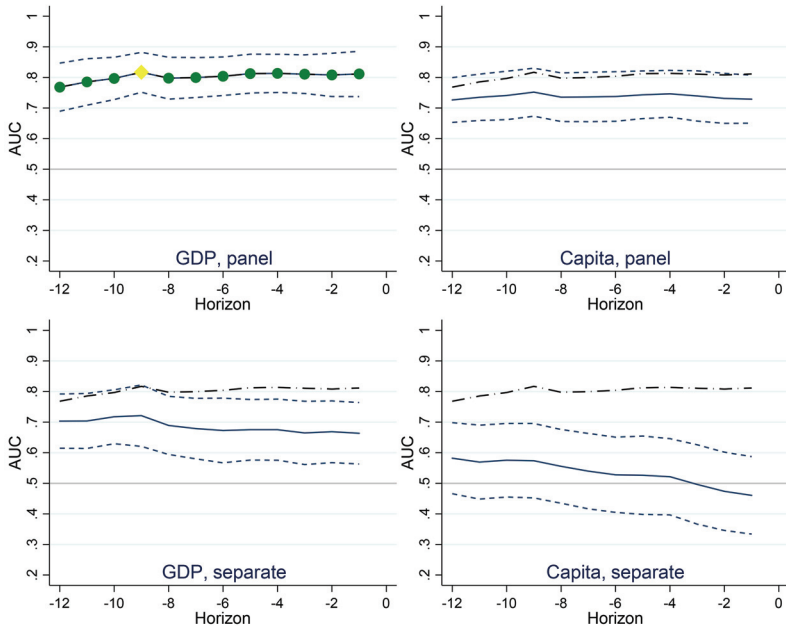 1
.9
.8
.7
.6
.5
.4
.3
.2
AUC
GDP, panel
-12 -10 -8 -6 -4 -2 0
Horizon
1
.9
.8
.7
.6
.5
.4
.3
.2
AUC
Capita, panel
-12 -10 -8 -6 -4 -2 0
Horizon
1
.9
.8
.7
.6
.5
.4
.3
.2
AUC
GDP, separate
-12 -10 -8 -6 -4 -2 0
Horizon
1
.9
.8
.7
.6
.5
.4
.3
.2
AUC
Capita, separate
-12 -10 -8 -6 -4 -2 0
Horizon